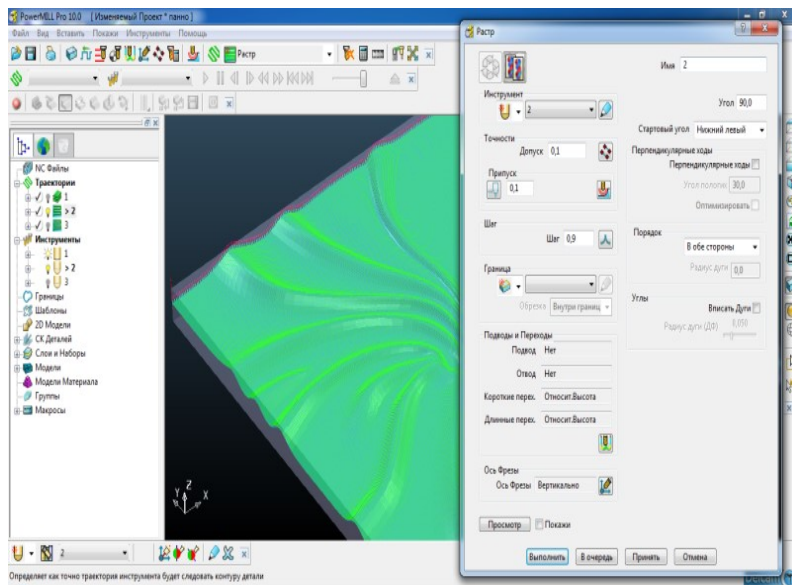 PowerMILL Pro 10.0 [ Изменяемый Проект * панно ]
Файл Вид Вставить Покажи Инструменты Помощь
Растр
NC Файлы
Траектории
1
> 2
3
Инструменты
1
> 2
3
Границы
Шаблоны
2D Модели
СК Деталей
Слои и Наборы
Модели
Модели Материала
Группы
Макросы
Z
Y
X
2
Определяет как точно траектория инструмента будет следовать контуру детали
Растр
Имя 2
Инструмент
2
Угол 90,0
Стартовый угол Нижний левый
Точности
Допуск 0,1
Перпендикулярные ходы
Перпендикулярные ходы
Припуск
0,1
Угол пологих 30,0
Оптимизировать
Шаг
Шаг 0,9
Порядок
В обе стороны
Радиус дуги 0,0
Граница
Обрезка Внутри границ
Углы
Вписать Дуги
Радиус дуги (ДФ) 0,050
Подводы и Переходы
Подвод Нет
Отвод Нет
Короткие перех. Относит.Высота
Длинные перех. Относит.Высота
Ось Фрезы
Ось Фрезы Вертикально
Просмотр Покажи
Выполнить В очередь Принять Отмена
Delcam